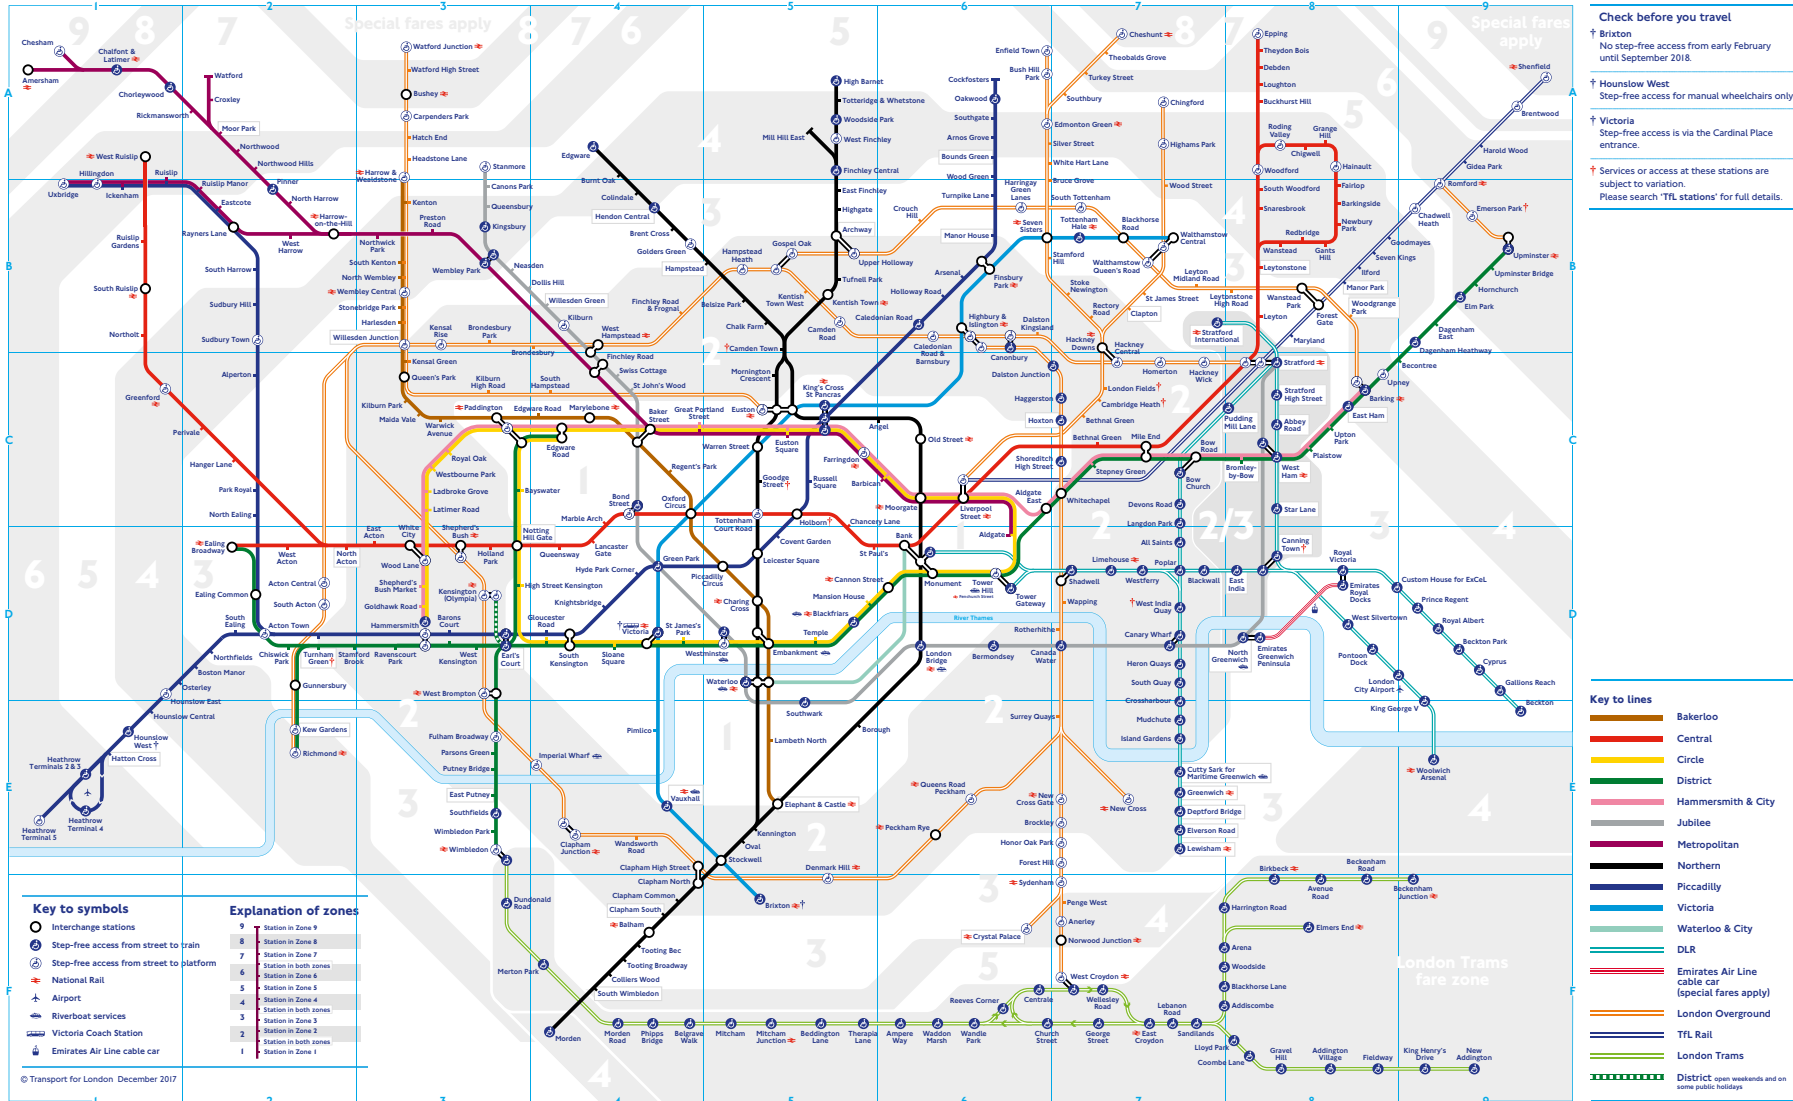 1
2
3
4
5
6
7
8
9
Special fares apply
Special fares
apply
Check before you travel
† Brixton
No step-free access from early February
until September 2018.
† Hounslow West
Step-free access for manual wheelchairs only
† Victoria
Step-free access is via the Cardinal Place
entrance.
† Services or access at these stations are
subject to variation.
Please search 'TfL stations' for full details.
Chesham
Chalfont &
Latimer
Amersham
Chorleywood
Rickmansworth
Watford
Croxley
Moor Park
Northwood
Northwood Hills
Pinner
North Harrow
Harrow-
on-the-Hill
West Ruislip
Hillingdon
Uxbridge
Ickenham
Ruislip
Ruislip Manor
Eastcote
Rayners Lane
West
Harrow
Northwick
Park
Preston
Road
Ruislip
Gardens
South Ruislip
Northolt
Greenford
Perivale
Hanger Lane
South Harrow
Sudbury Hill
Sudbury Town
Alperton
Park Royal
North Ealing
Ealing
Broadway
West
Acton
North
Acton
East
Acton
White
City
Shepherd's
Bush
Holland
Park
Notting
Hill Gate
Queensway
Lancaster
Gate
Marble Arch
Bond
Street
Oxford
Circus
Tottenham
Court Road
Holborn†
Chancery Lane
St Paul's
Bank
Watford Junction
Watford High Street
Bushey
Carpenders Park
Hatch End
Headstone Lane
Harrow &
Wealdstone
Kenton
South Kenton
North Wembley
Wembley Central
Stonebridge Park
Harlesden
Willesden Junction
Kensal Green
Queen's Park
Kilburn Park
Maida Vale
Warwick
Avenue
Paddington
Edgware Road
Marylebone
Baker
Street
Great Portland
Street
Euston
Euston
Square
Warren Street
Stanmore
Canons Park
Queensbury
Kingsbury
Wembley Park
Neasden
Dollis Hill
Willesden Green
Kilburn
West
Hampstead
Finchley Road
Swiss Cottage
St John's Wood
Kensal
Rise
Brondesbury
Park
Brondesbury
Kilburn
High Road
South
Hampstead
Finchley Road
& Frognal
Hampstead
Heath
Gospel Oak
Upper Holloway
Crouch
Hill
Harringay
Green
Lanes
South Tottenham
Edgware
Burnt Oak
Colindale
Hendon Central
Brent Cross
Golders Green
Hampstead
Belsize Park
Chalk Farm
†Camden Town
Mornington
Crescent
King's Cross
St Pancras
High Barnet
Totteridge & Whetstone
Woodside Park
Mill Hill East
West Finchley
Finchley Central
East Finchley
Highgate
Archway
Tufnell Park
Kentish Town
Kentish
Town West
Camden
Road
Caledonian Road
Caledonian
Road &
Barnsbury
Holloway Road
Arsenal
Finsbury
Park
Highbury &
Islington
Canonbury
Dalston
Kingsland
Dalston Junction
Cockfosters
Oakwood
Southgate
Arnos Grove
Bounds Green
Wood Green
Turnpike Lane
Manor House
Seven
Sisters
Tottenham
Hale
Blackhorse
Road
Walthamstow
Central
Walthamstow
Queen's Road
Enfield Town
Bush Hill
Park
Cheshunt
Theobalds Grove
Turkey Street
Southbury
Edmonton Green
Silver Street
White Hart Lane
Bruce Grove
Stamford
Hill
Stoke
Newington
Rectory
Road
Clapton
St James Street
Chingford
Highams Park
Wood Street
Leyton
Midland Road
Leytonstone
High Road
Wanstead
Park
Woodgrange
Park
Hackney
Downs
Hackney
Central
Homerton
Hackney
Wick
London Fields†
Cambridge Heath†
Bethnal Green
Epping
Theydon Bois
Debden
Loughton
Buckhurst Hill
Roding
Valley
Grange
Hill
Chigwell
Hainault
Woodford
South Woodford
Snaresbrook
Fairlop
Barkingside
Newbury
Park
Redbridge
Wanstead
Gants
Hill
Leytonstone
Leyton
Stratford
International
Stratford
Maryland
Forest
Gate
Manor Park
Ilford
Seven Kings
Goodmayes
Chadwell
Heath
Romford
Gidea Park
Harold Wood
Brentwood
Shenfield
Emerson Park†
Upminster
Upminster Bridge
Hornchurch
Elm Park
Dagenham
East
Dagenham Heathway
Becontree
Upney
Barking
East Ham
Upton
Park
Plaistow
West
Ham
Bromley-
by-Bow
Bow
Road
Bow
Church
Mile End
Bethnal Green
Stepney Green
Whitechapel
Aldgate
East
Aldgate
Liverpool
Street
Moorgate
Barbican
Farringdon
Old Street
Angel
Haggerston
Hoxton
Shoreditch
High Street
Pudding
Mill Lane
Stratford
High Street
Abbey
Road
Star Lane
Canning
Town†
Devons Road
Langdon Park
All Saints
Poplar
Limehouse
Westferry
Blackwall
East
India
Shadwell
Royal
Victoria
Emirates
Royal
Docks
Custom House for ExCeL
Prince Regent
Royal Albert
Beckton Park
Cyprus
Gallions Reach
Beckton
West Silvertown
Pontoon
Dock
London
City Airport
King George V
Woolwich
Arsenal
†West India
Quay
Canary Wharf
Heron Quays
South Quay
Crossharbour
Mudchute
Island Gardens
Cutty Sark for
Maritime Greenwich
Greenwich
Deptford Bridge
Elverson Road
Lewisham
North
Greenwich
Emirates
Greenwich
Peninsula
Royal Oak
Westbourne Park
Ladbroke Grove
Latimer Road
Wood Lane
Shepherd's
Bush Market
Goldhawk Road
Hammersmith
Edgware
Road
Bayswater
High Street Kensington
Kensington
(Olympia)
Regent's Park
Goodge
Street†
Russell
Square
Covent Garden
Leicester Square
Piccadilly
Circus
Green Park
Hyde Park Corner
Knightsbridge
Gloucester
Road
South
Kensington
Sloane
Square
†Victoria
St James's
Park
Westminster
Charing
Cross
Embankment
Temple
Blackfriars
Mansion House
Cannon Street
Monument
Tower
Hill
Fenchurch Street
Tower
Gateway
River Thames
Waterloo
Southwark
London
Bridge
Bermondsey
Canada
Water
Rotherhithe
Wapping
Surrey Quays
Borough
Lambeth North
Elephant & Castle
Kennington
Oval
Stockwell
Pimlico
Vauxhall
Brixton †
Ealing Common
Acton Central
South Acton
Acton Town
South
Ealing
Northfields
Boston Manor
Osterley
Hounslow East
Hounslow Central
Hounslow
West †
Hatton Cross
Heathrow
Terminals 2 & 3
Heathrow
Terminal 4
Heathrow
Terminal 5
Chiswick
Park
Turnham
Green†
Stamford
Brook
Ravenscourt
Park
Barons
Court
West
Kensington
Earl's
Court
Gunnersbury
Kew Gardens
Richmond
West Brompton
Fulham Broadway
Parsons Green
Putney Bridge
East Putney
Southfields
Wimbledon Park
Wimbledon
Dundonald
Road
Merton Park
Imperial Wharf
Clapham
Junction
Wandsworth
Road
Clapham High Street
Clapham North
Clapham Common
Clapham South
Balham
Tooting Bec
Tooting Broadway
Colliers Wood
South Wimbledon
Morden
Denmark Hill
Peckham Rye
Queens Road
Peckham
New
Cross Gate
New Cross
Brockley
Honor Oak Park
Forest Hill
Sydenham
Penge West
Anerley
Crystal Palace
Norwood Junction
West Croydon
Morden
Road
Phipps
Bridge
Belgrave
Walk
Mitcham
Mitcham
Junction
Beddington
Lane
Therapia
Lane
Ampere
Way
Waddon
Marsh
Wandle
Park
Reeves Corner
Centrale
Church
Street
Wellesley
Road
George
Street
East
Croydon
Lebanon
Road
Sandilands
Lloyd Park
Coombe Lane
Gravel
Hill
Addington
Village
Fieldway
King Henry's
Drive
New
Addington
Addiscombe
Blackhorse Lane
Woodside
Arena
Harrington Road
Birkbeck
Avenue
Road
Beckenham
Road
Beckenham
Junction
Elmers End
London Trams
fare zone
2/3
Key to symbols
Interchange stations
Step-free access from street to train
Step-free access from street to platform
National Rail
Airport
Riverboat services
Victoria Coach Station
Emirates Air Line cable car
© Transport for London December 2017
Explanation of zones
9 Station in Zone 9
8 Station in Zone 8
7 Station in Zone 7
Station in both zones
6 Station in Zone 6
5 Station in Zone 5
4 Station in Zone 4
Station in both zones
3 Station in Zone 3
Station in Zone 2
2 Station in both zones
1 Station in Zone 1
Key to lines
Bakerloo
Central
Circle
District
Hammersmith & City
Jubilee
Metropolitan
Northern
Piccadilly
Victoria
Waterloo & City
DLR
Emirates Air Line
cable car
(special fares apply)
London Overground
TfL Rail
London Trams
District open weekends and on
some public holidays
A
B
C
D
E
F